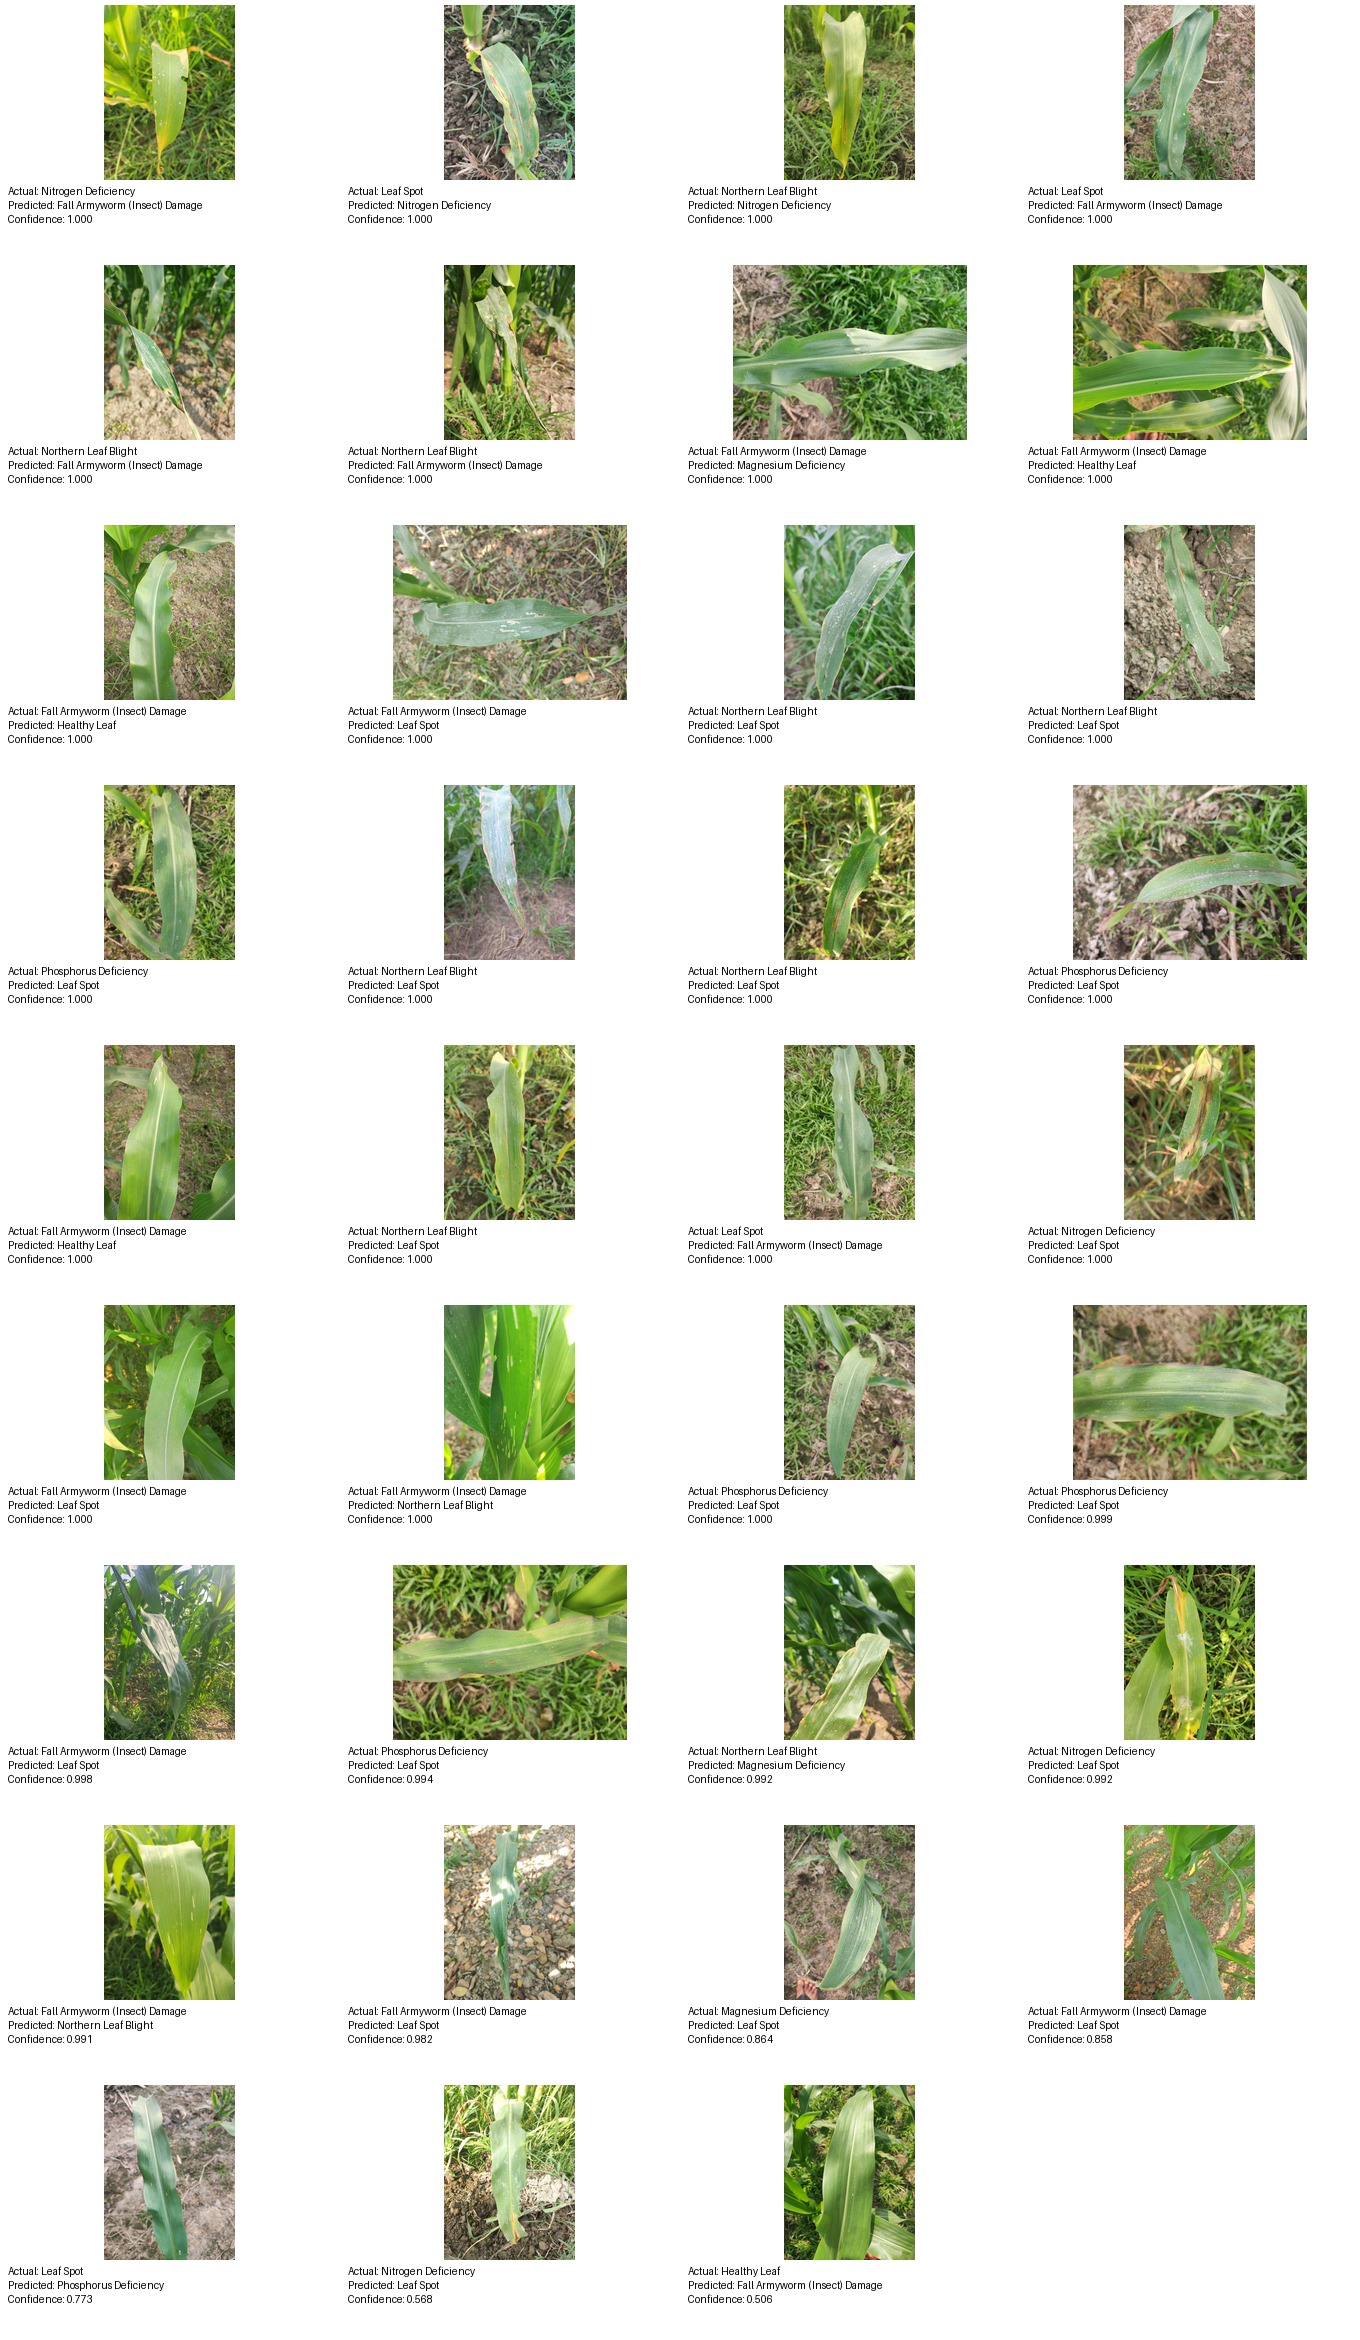 Actual: Nitrogen Deficiency
Predicted: Fall Armyworm (Insect) Damage
Confidence: 1.000
Actual: Leaf Spot
Predicted: Nitrogen Deficiency
Confidence: 1.000
Actual: Northern Leaf Blight
Predicted: Nitrogen Deficiency
Confidence: 1.000
Actual: Leaf Spot
Predicted: Fall Armyworm (Insect) Damage
Confidence: 1.000
Actual: Northern Leaf Blight
Predicted: Fall Armyworm (Insect) Damage
Confidence: 1.000
Actual: Northern Leaf Blight
Predicted: Fall Armyworm (Insect) Damage
Confidence: 1.000
Actual: Fall Armyworm (Insect) Damage
Predicted: Magnesium Deficiency
Confidence: 1.000
Actual: Fall Armyworm (Insect) Damage
Predicted: Healthy Leaf
Confidence: 1.000
Actual: Fall Armyworm (Insect) Damage
Predicted: Healthy Leaf
Confidence: 1.000
Actual: Fall Armyworm (Insect) Damage
Predicted: Leaf Spot
Confidence: 1.000
Actual: Northern Leaf Blight
Predicted: Leaf Spot
Confidence: 1.000
Actual: Northern Leaf Blight
Predicted: Leaf Spot
Confidence: 1.000
Actual: Phosphorus Deficiency
Predicted: Leaf Spot
Confidence: 1.000
Actual: Northern Leaf Blight
Predicted: Leaf Spot
Confidence: 1.000
Actual: Northern Leaf Blight
Predicted: Leaf Spot
Confidence: 1.000
Actual: Phosphorus Deficiency
Predicted: Leaf Spot
Confidence: 1.000
Actual: Fall Armyworm (Insect) Damage
Predicted: Healthy Leaf
Confidence: 1.000
Actual: Northern Leaf Blight
Predicted: Leaf Spot
Confidence: 1.000
Actual: Leaf Spot
Predicted: Fall Armyworm (Insect) Damage
Confidence: 1.000
Actual: Nitrogen Deficiency
Predicted: Leaf Spot
Confidence: 1.000
Actual: Fall Armyworm (Insect) Damage
Predicted: Leaf Spot
Confidence: 1.000
Actual: Fall Armyworm (Insect) Damage
Predicted: Northern Leaf Blight
Confidence: 1.000
Actual: Phosphorus Deficiency
Predicted: Leaf Spot
Confidence: 1.000
Actual: Phosphorus Deficiency
Predicted: Leaf Spot
Confidence: 0.999
Actual: Fall Armyworm (Insect) Damage
Predicted: Leaf Spot
Confidence: 0.998
Actual: Phosphorus Deficiency
Predicted: Leaf Spot
Confidence: 0.994
Actual: Northern Leaf Blight
Predicted: Magnesium Deficiency
Confidence: 0.992
Actual: Nitrogen Deficiency
Predicted: Leaf Spot
Confidence: 0.992
Actual: Fall Armyworm (Insect) Damage
Predicted: Northern Leaf Blight
Confidence: 0.991
Actual: Fall Armyworm (Insect) Damage
Predicted: Leaf Spot
Confidence: 0.982
Actual: Magnesium Deficiency
Predicted: Leaf Spot
Confidence: 0.864
Actual: Fall Armyworm (Insect) Damage
Predicted: Leaf Spot
Confidence: 0.858
Actual: Leaf Spot
Predicted: Phosphorus Deficiency
Confidence: 0.773
Actual: Nitrogen Deficiency
Predicted: Leaf Spot
Confidence: 0.568
Actual: Healthy Leaf
Predicted: Fall Armyworm (Insect) Damage
Confidence: 0.506